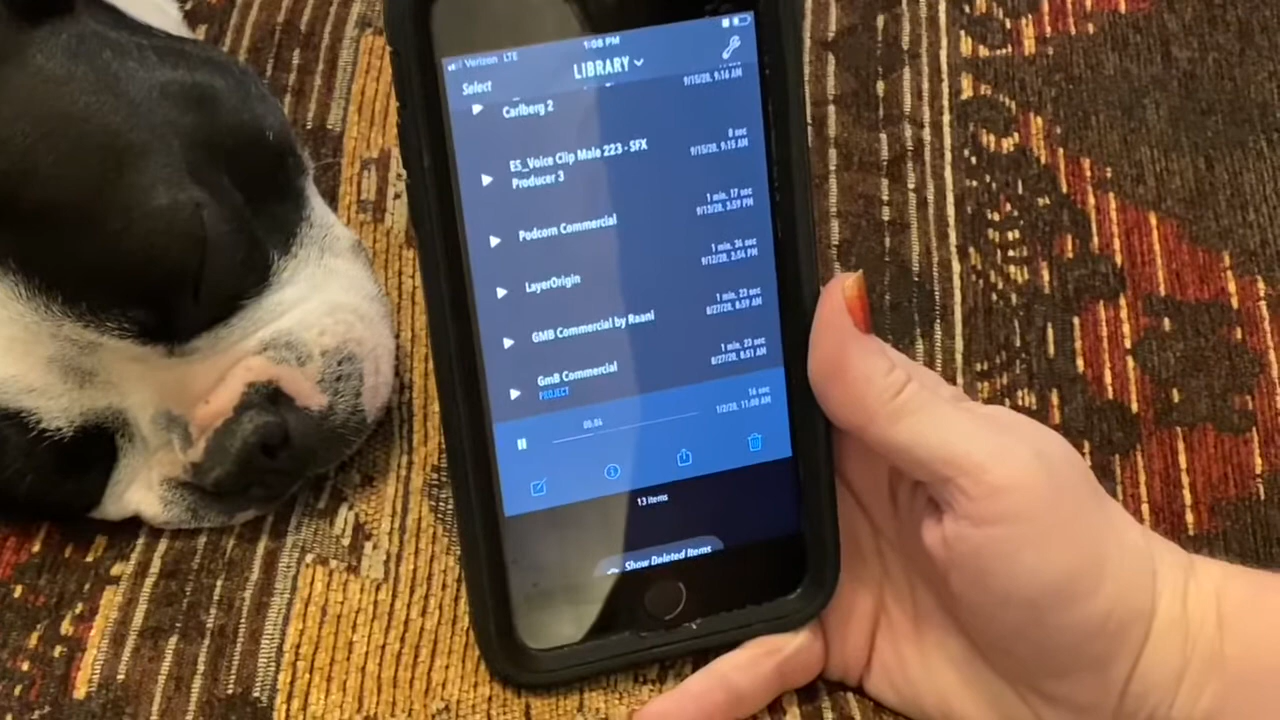 Verizon LTE
1:08 PM
LIBRARY
Select
9/15/20, 9:16 AM
Carlberg 2
8 sec
ES_Voice Clip Male 223 - SFX
9/15/20, 9:15 AM
Producer 3
1 min. 17 sec
Podcorn Commercial
9/13/20, 3:59 PM
1 min. 34 sec
LayerOrigin
9/12/20, 2:54 PM
1 min. 23 sec
GMB Commercial by Raani
8/27/20, 8:59 AM
1 min. 23 sec
GmB Commercial
8/27/20, 8:51 AM
PROJECT
16 sec
00:04
1/2/20, 11:00 AM
13 items
Show Deleted Items